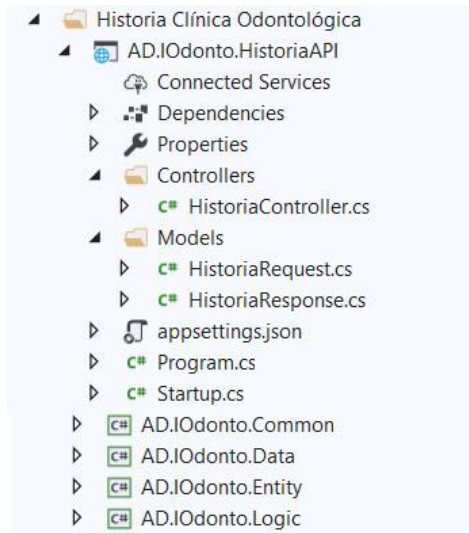 Historia Clínica Odontológica
AD.IOdonto.HistoriaAPI
Connected Services
Dependencies
Properties
Controllers
C# HistoriaController.cs
Models
C# HistoriaRequest.cs
C# HistoriaResponse.cs
appsettings.json
C# Program.cs
C# Startup.cs
C# AD.IOdonto.Common
C# AD.IOdonto.Data
C# AD.IOdonto.Entity
C# AD.IOdonto.Logic